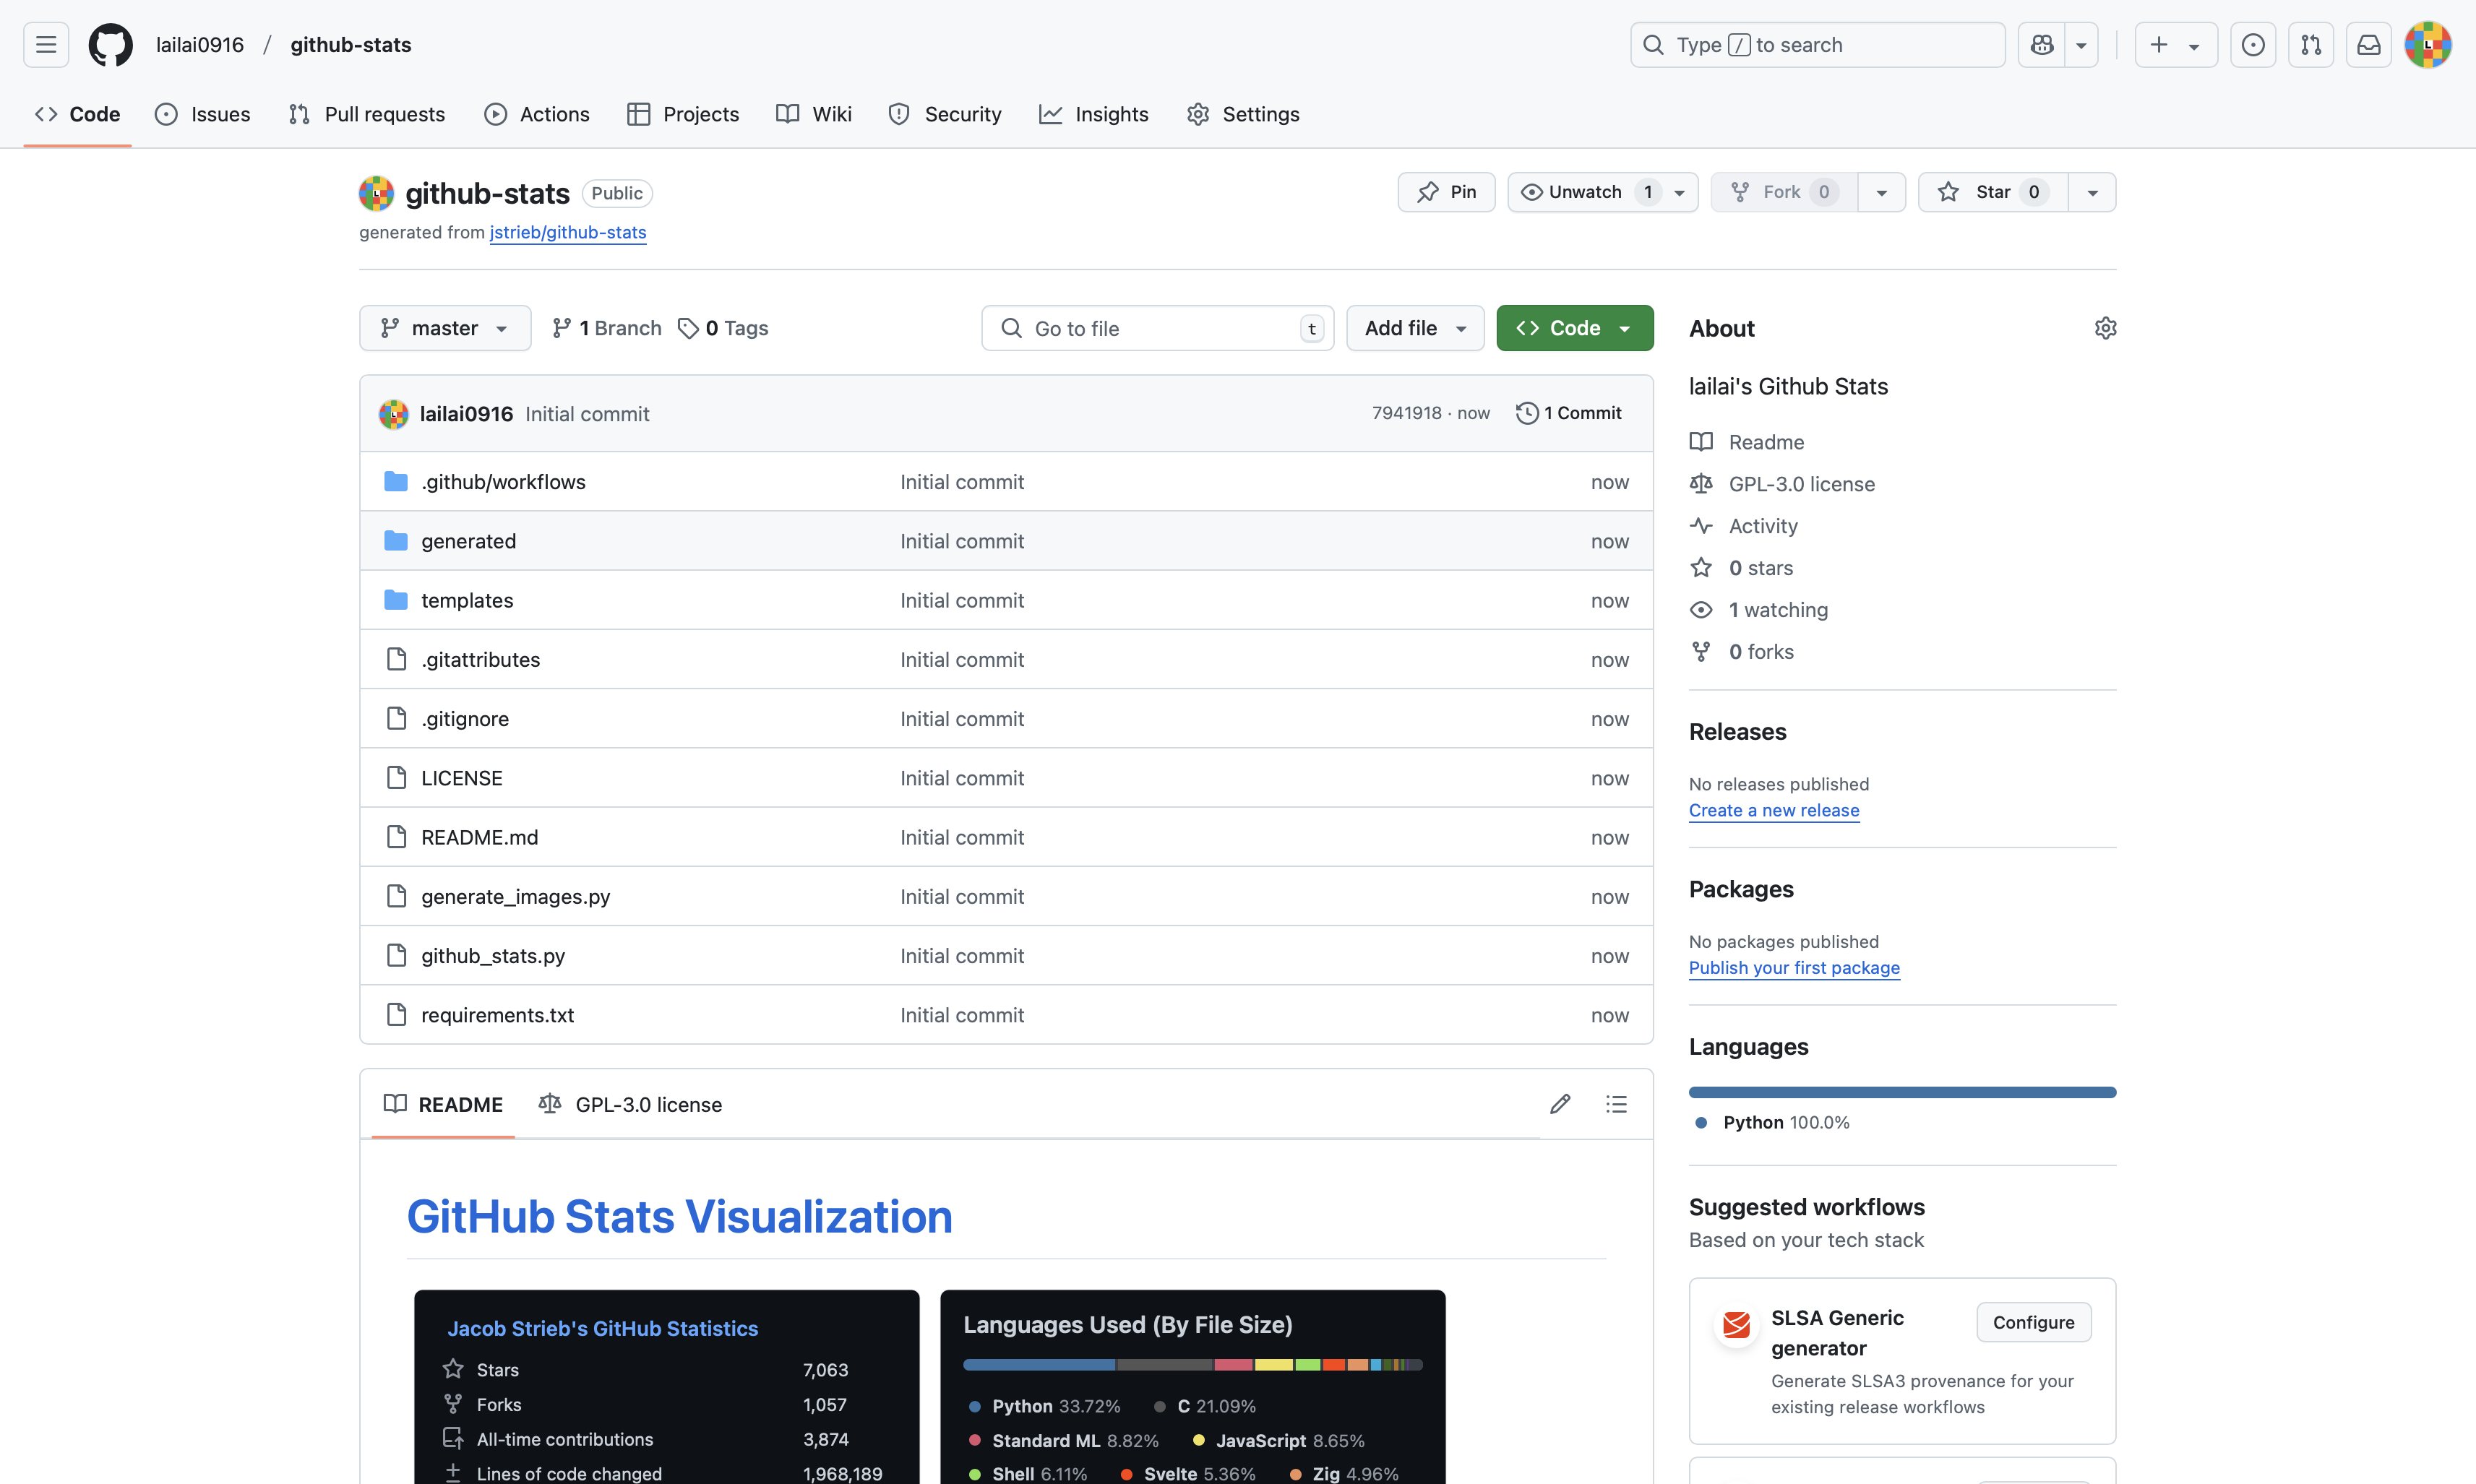 lailai0916 / github-stats
Type / to search
Code Issues Pull requests Actions Projects Wiki Security Insights Settings
github-stats Public
Pin
Unwatch 1
Fork 0
Star 0
generated from jstrieb/github-stats
master
1 Branch
0 Tags
Go to file t
Add file
Code
lailai0916 Initial commit 7941918 · now 1 Commit
.github/workflows Initial commit now
generated Initial commit now
templates Initial commit now
.gitattributes Initial commit now
.gitignore Initial commit now
LICENSE Initial commit now
README.md Initial commit now
generate_images.py Initial commit now
github_stats.py Initial commit now
requirements.txt Initial commit now
README GPL-3.0 license
GitHub Stats Visualization
Jacob Strieb's GitHub Statistics
Stars 7,063
Forks 1,057
All-time contributions 3,874
Lines of code changed 1,968,189
Languages Used (By File Size)
Python 33.72% C 21.09%
Standard ML 8.82% JavaScript 8.65%
Shell 6.11% Svelte 5.36% Zig 4.96%
About
lailai's Github Stats
Readme
GPL-3.0 license
Activity
0 stars
1 watching
0 forks
Releases
No releases published
Create a new release
Packages
No packages published
Publish your first package
Languages
Python 100.0%
Suggested workflows
Based on your tech stack
SLSA Generic
generator
Configure
Generate SLSA3 provenance for your
existing release workflows